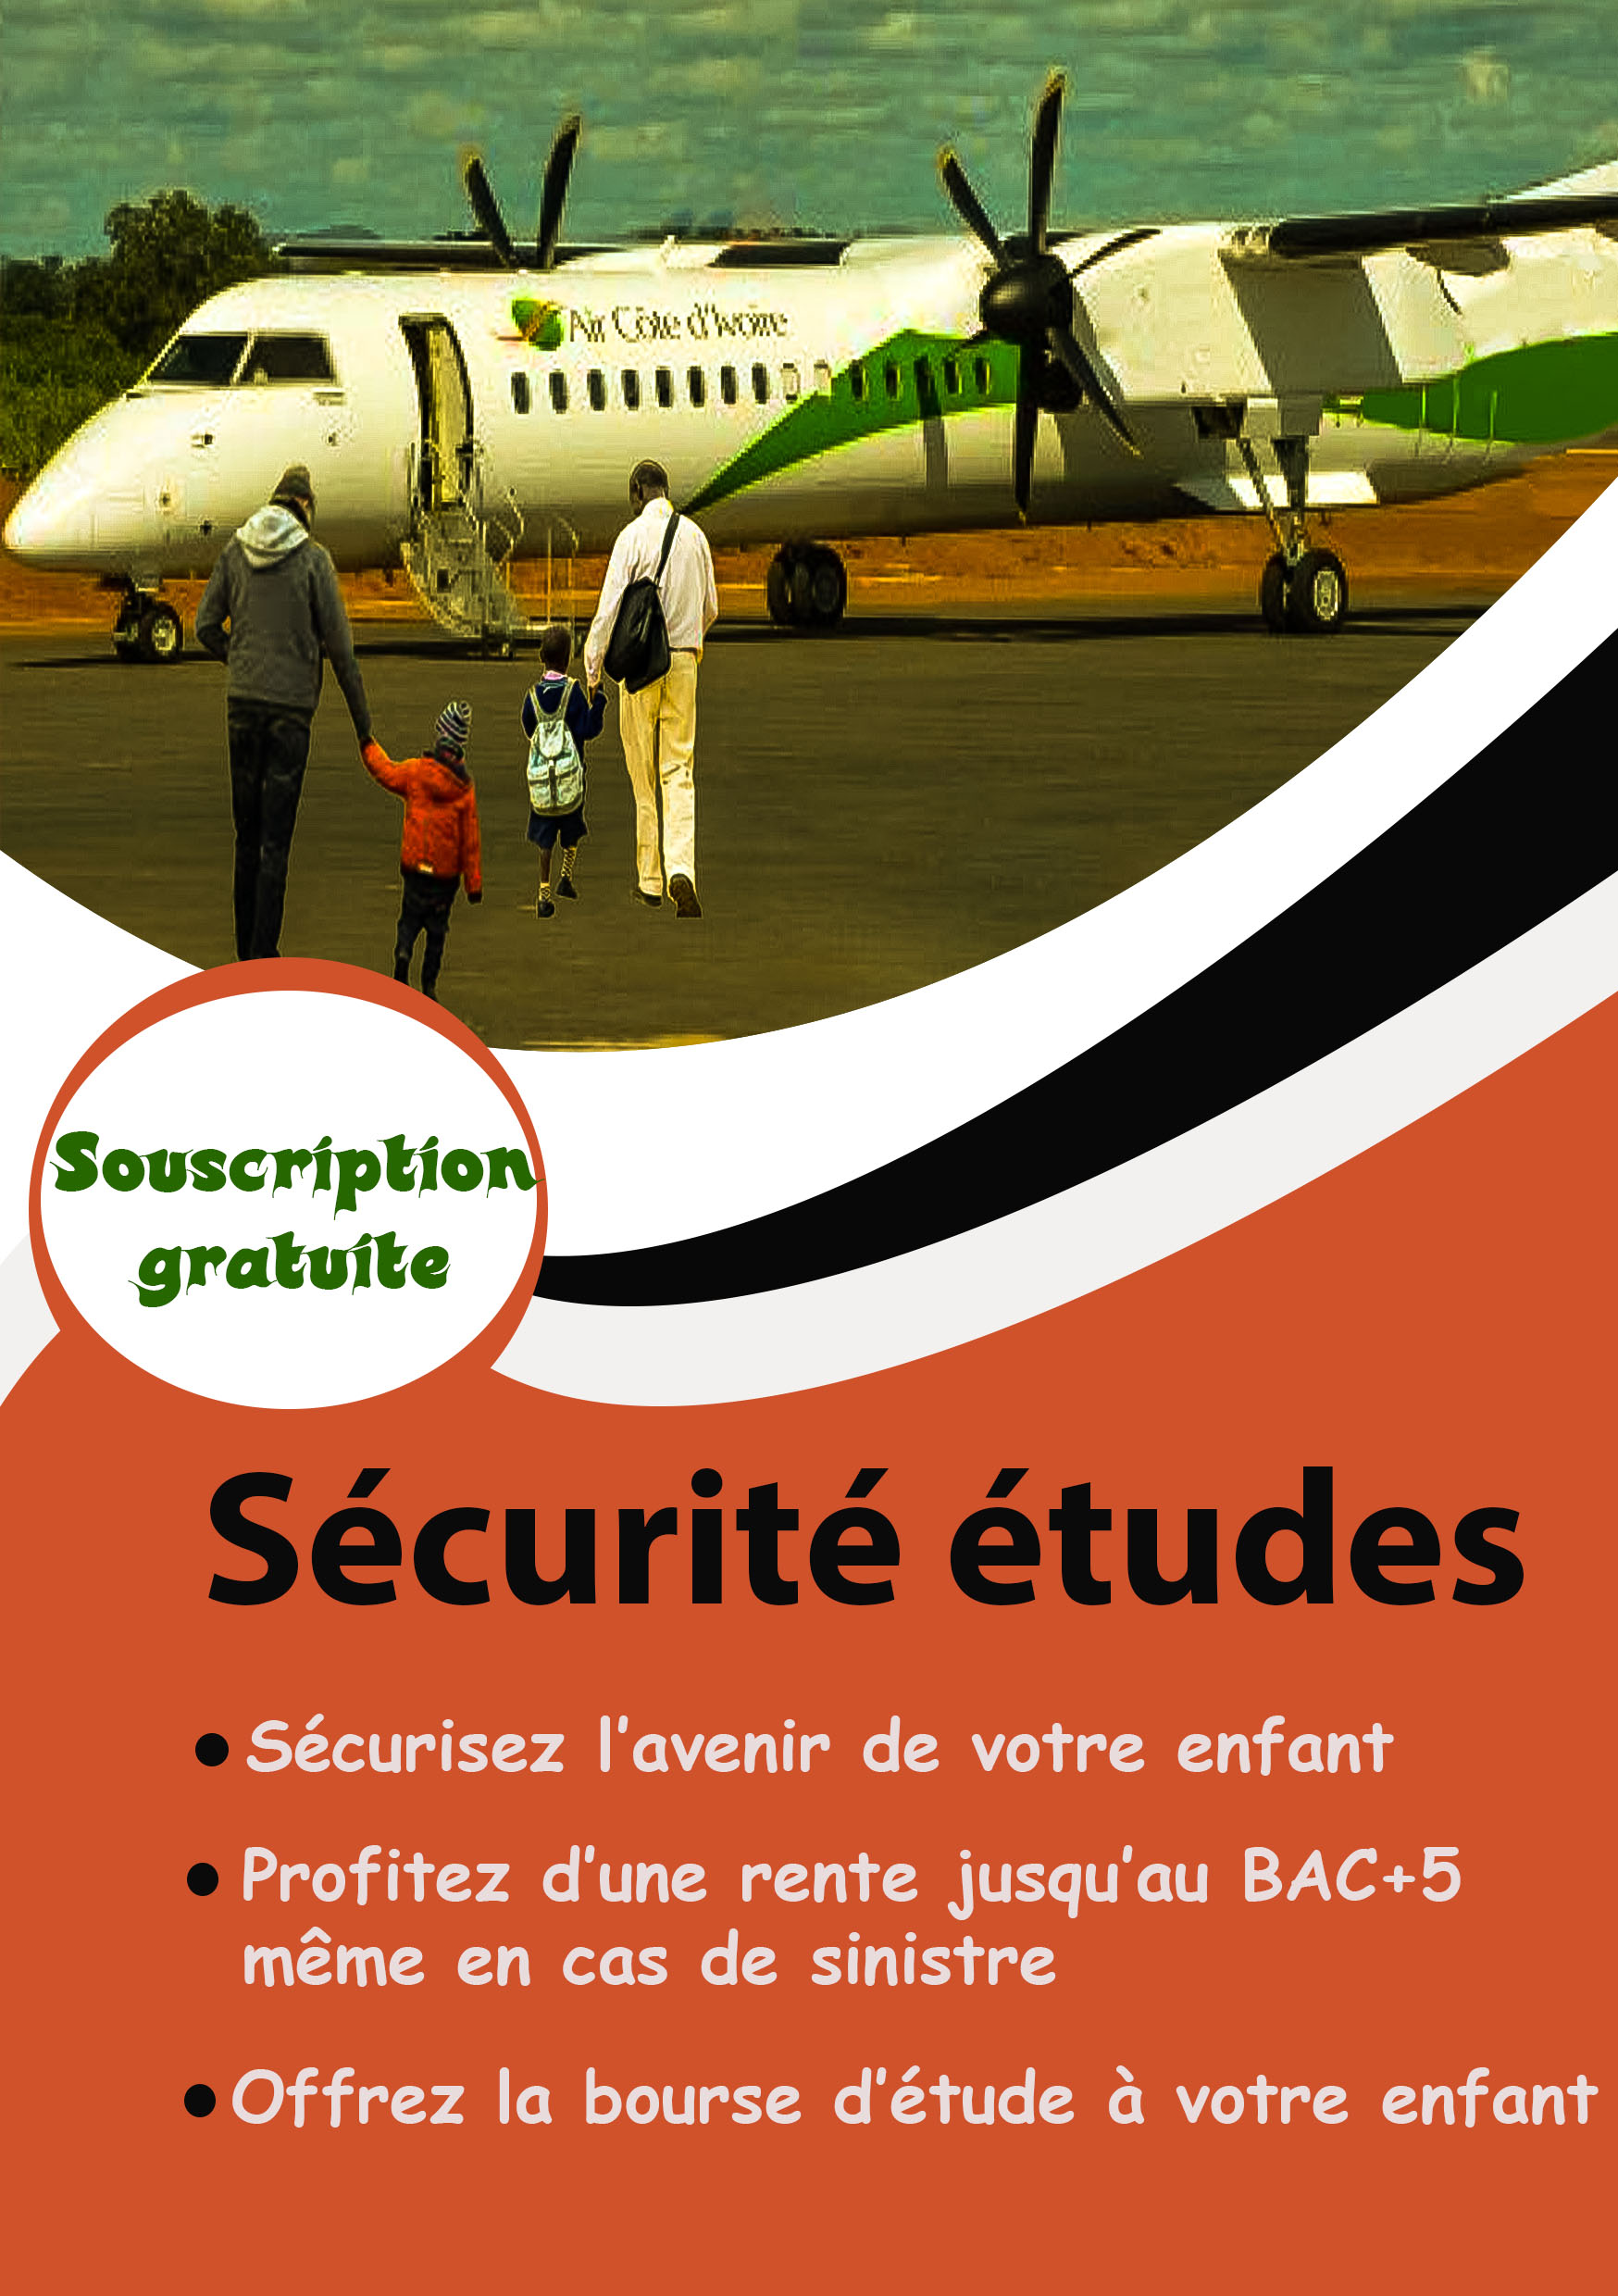 Air Côte d'Ivoire
Souscription
gratuite
Sécurité études
• Sécurisez l'avenir de votre enfant
• Profitez d'une rente jusqu'au BAC+5
même en cas de sinistre
• Offrez la bourse d'étude à votre enfant